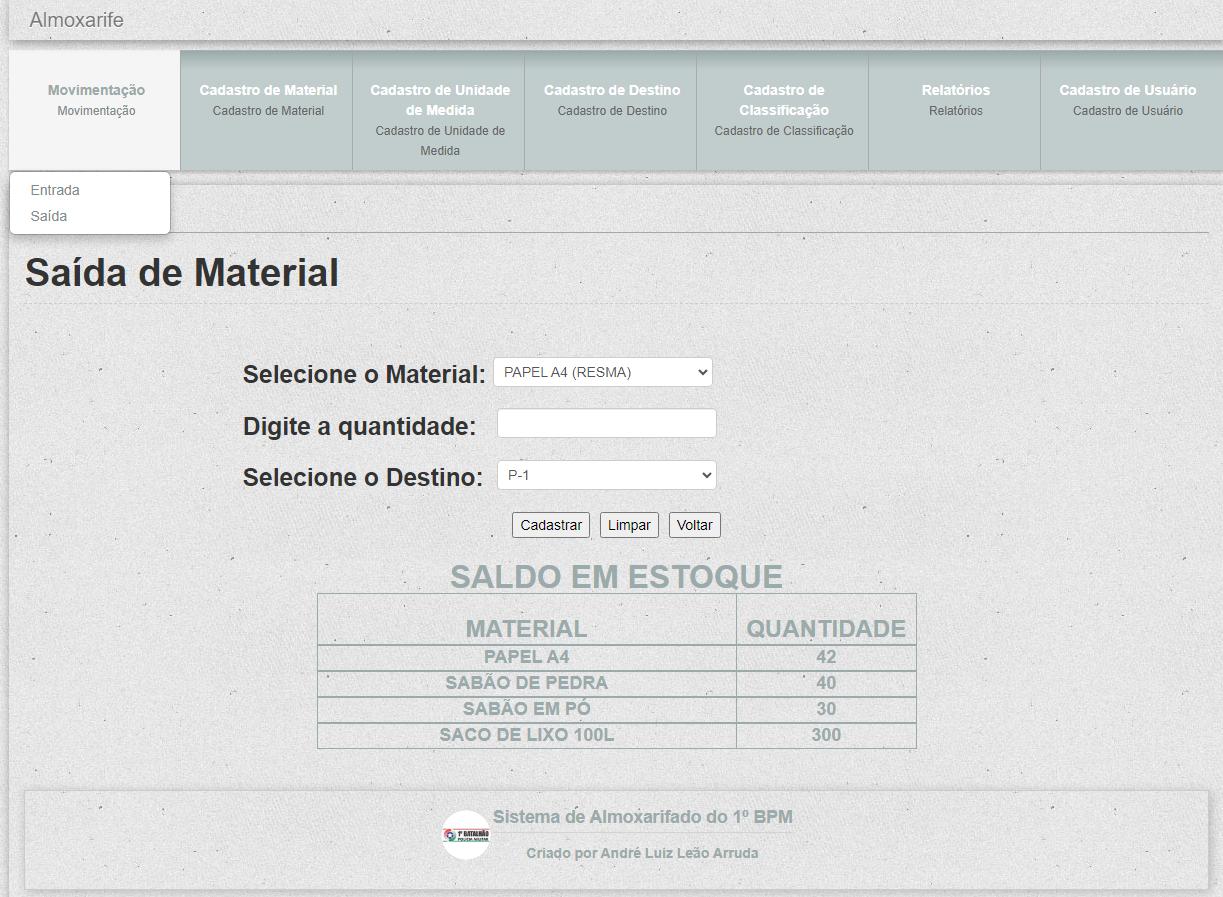 Almoxarife
Movimentação
Movimentação
Cadastro de Material
Cadastro de Material
Cadastro de Unidade
de Medida
Cadastro de Unidade de
Medida
Cadastro de Destino
Cadastro de Destino
Cadastro de
Classificação
Cadastro de Classificação
Relatórios
Relatórios
Cadastro de Usuário
Cadastro de Usuário
Entrada
Saída
Saída de Material
Selecione o Material: PAPEL A4 (RESMA)
Digite a quantidade:
Selecione o Destino: P-1
Cadastrar Limpar Voltar
SALDO EM ESTOQUE
MATERIAL QUANTIDADE
PAPEL A4 42
SABÃO DE PEDRA 40
SABÃO EM PÓ 30
SACO DE LIXO 100L 300
1º BATALHÃO
POLÍCIA MILITAR
Sistema de Almoxarifado do 1º BPM
Criado por André Luiz Leão Arruda